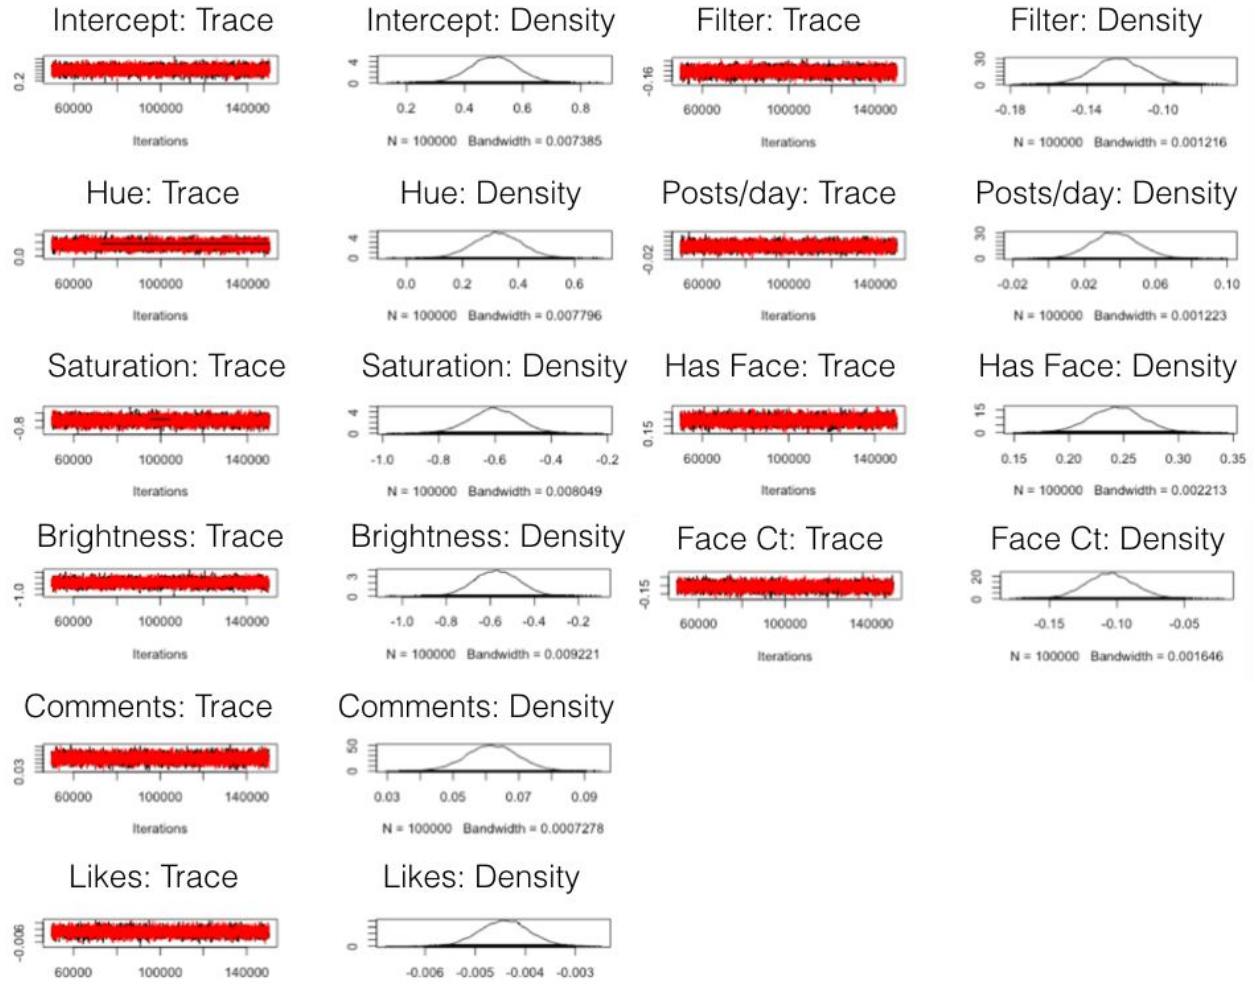 Intercept: Trace
0.2
60000 100000 140000
Iterations
Intercept: Density
0 4
0.2 0.4 0.6 0.8
N = 100000 Bandwidth = 0.007385
Filter: Trace
-0.16
60000 100000 140000
Iterations
Filter: Density
0 30
-0.18 -0.14 -0.10
N = 100000 Bandwidth = 0.001216
Hue: Trace
0.0
60000 100000 140000
Iterations
Hue: Density
0 4
0.0 0.2 0.4 0.6
N = 100000 Bandwidth = 0.007796
Posts/day: Trace
-0.02
60000 100000 140000
Iterations
Posts/day: Density
0 30
-0.02 0.02 0.06 0.10
N = 100000 Bandwidth = 0.001223
Saturation: Trace
-0.8
60000 100000 140000
Iterations
Saturation: Density
0 4
-1.0 -0.8 -0.6 -0.4 -0.2
N = 100000 Bandwidth = 0.008049
Has Face: Trace
0.15
60000 100000 140000
Iterations
Has Face: Density
0 15
0.15 0.20 0.25 0.30 0.35
N = 100000 Bandwidth = 0.002213
Brightness: Trace
-1.0
60000 100000 140000
Iterations
Brightness: Density
0 3
-1.0 -0.8 -0.6 -0.4 -0.2
N = 100000 Bandwidth = 0.009221
Face Ct: Trace
-0.15
60000 100000 140000
Iterations
Face Ct: Density
0 20
-0.15 -0.10 -0.05
N = 100000 Bandwidth = 0.001646
Comments: Trace
0.03
60000 100000 140000
Iterations
Comments: Density
0 50
0.03 0.05 0.07 0.09
N = 100000 Bandwidth = 0.0007278
Likes: Trace
-0.006
60000 100000 140000
Likes: Density
0
-0.006 -0.005 -0.004 -0.003